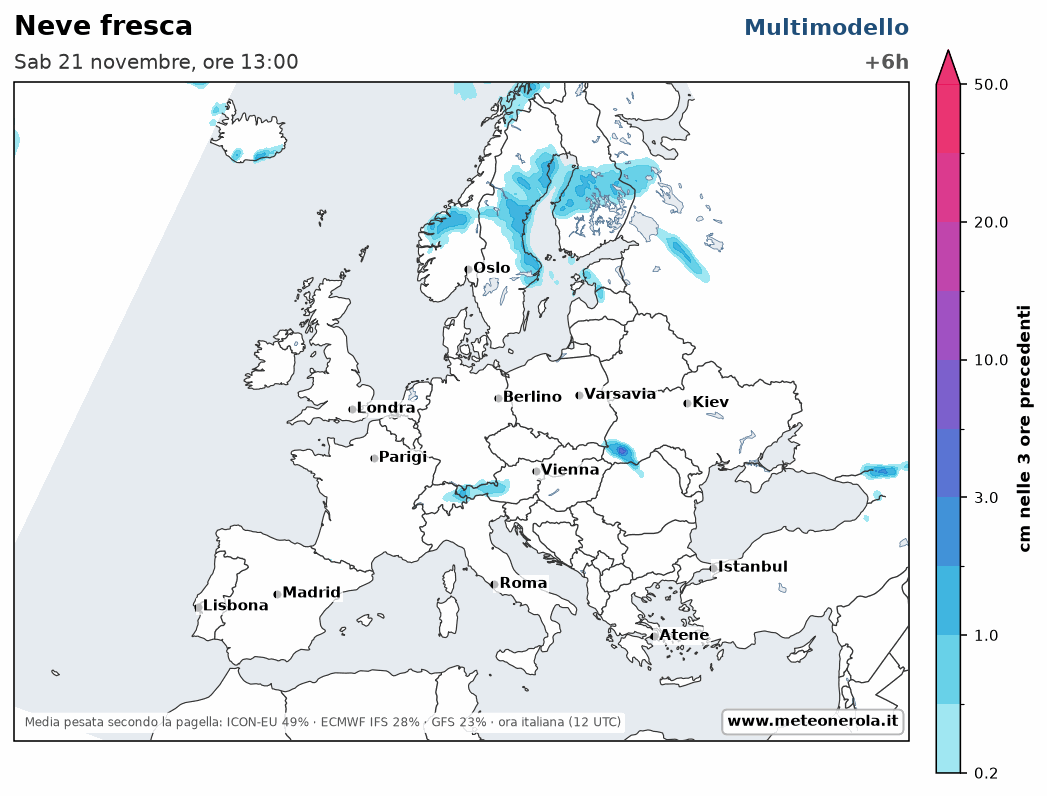 Neve fresca
Multimodello
Sab 21 novembre, ore 13:00
+6h
50.0
20.0
10.0
3.0
1.0
0.2
cm nelle 3 ore precedenti
Oslo
Berlino
Varsavia
Kiev
Londra
Parigi
Vienna
Istanbul
Roma
Madrid
Lisbona
Atene
Media pesata secondo la pagella: ICON-EU 49% · ECMWF IFS 28% · GFS 23% · ora italiana (12 UTC)
www.meteonerola.it